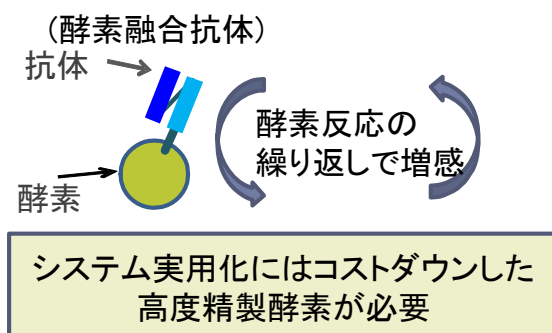 (酵素融合抗体)
抗体
酵素反応の
繰り返しで増感
酵素
システム実用化にはコストダウンした
高度精製酵素が必要